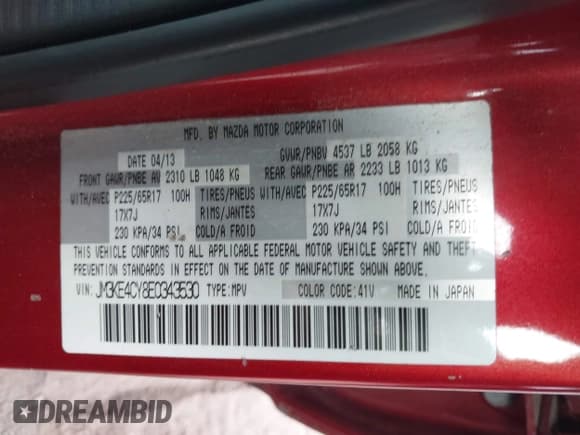 MFD. BY MAZDA MOTOR CORPORATION
DATE 04/13 GVWR/PNBV 4537 LB 2058 KG
FRONT GAWR/PNBE AV 2310 LB 1048 KG REAR GAWR/PNBE AR 2233 LB 1013 KG
WITH/AVEC P225/65R17 100H TIRES/PNEUS WITH/AVEC P225/65R17 100H TIRES/PNEUS
17X7J RIMS/JANTES 17X7J RIMS/JANTES
230 KPA/34 PSI COLD/A FROID 230 KPA/34 PSI COLD/A FROID
THIS VEHICLE CONFORMS TO ALL APPLICABLE FEDERAL MOTOR VEHICLE SAFETY AND THEFT
PREVENTION STANDARDS IN EFFECT ON THE DATE OF MANUFACTURE SHOWN ABOVE.
VIN: JM3KE4CY8E0343530 TYPE:MPV COLOR CODE:41V MADE IN JAPAN
DREAMBID